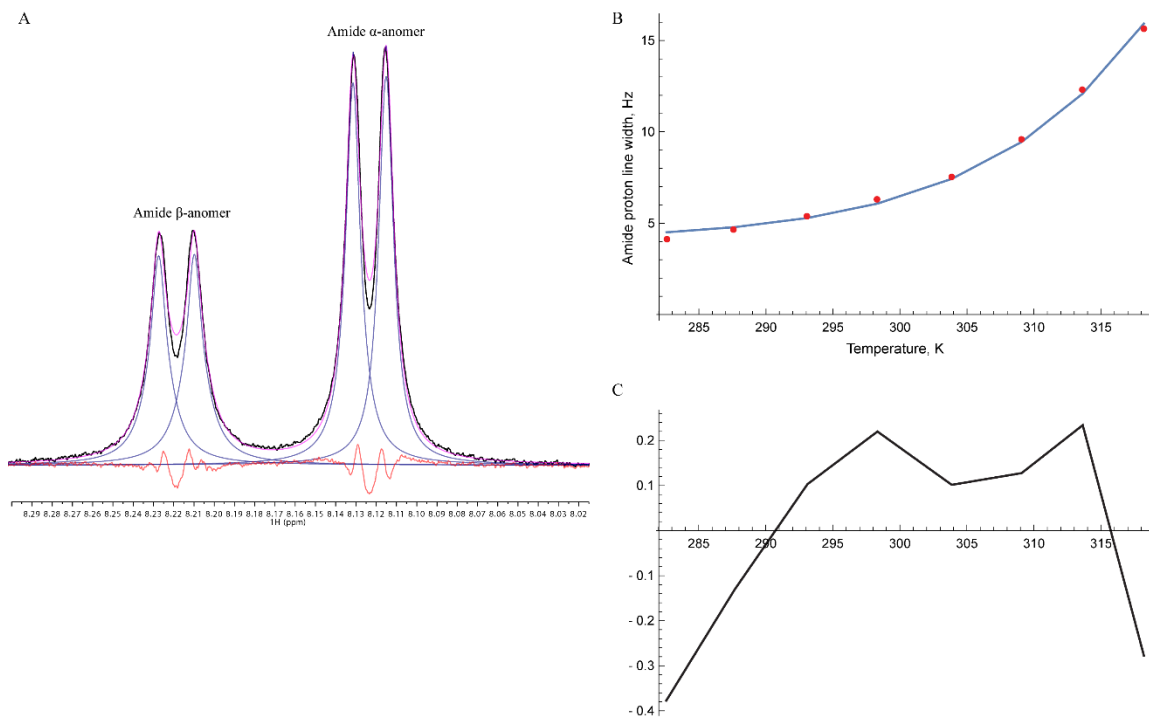 A
Amide α-anomer
Amide β-anomer
8.29 8.28 8.27 8.26 8.25 8.24 8.23 8.22 8.21 8.20 8.19 8.18 8.17 8.16 8.15 8.14 8.13 8.12 8.11 8.10 8.09 8.08 8.07 8.06 8.05 8.04 8.03 8.02
1H (ppm)
B
Amide proton line width, Hz
15
10
5
285 290 295 300 305 310 315
Temperature, K
C
0.2
0.1
285 290 295 300 305 310 315
- 0.1
- 0.2
- 0.3
- 0.4